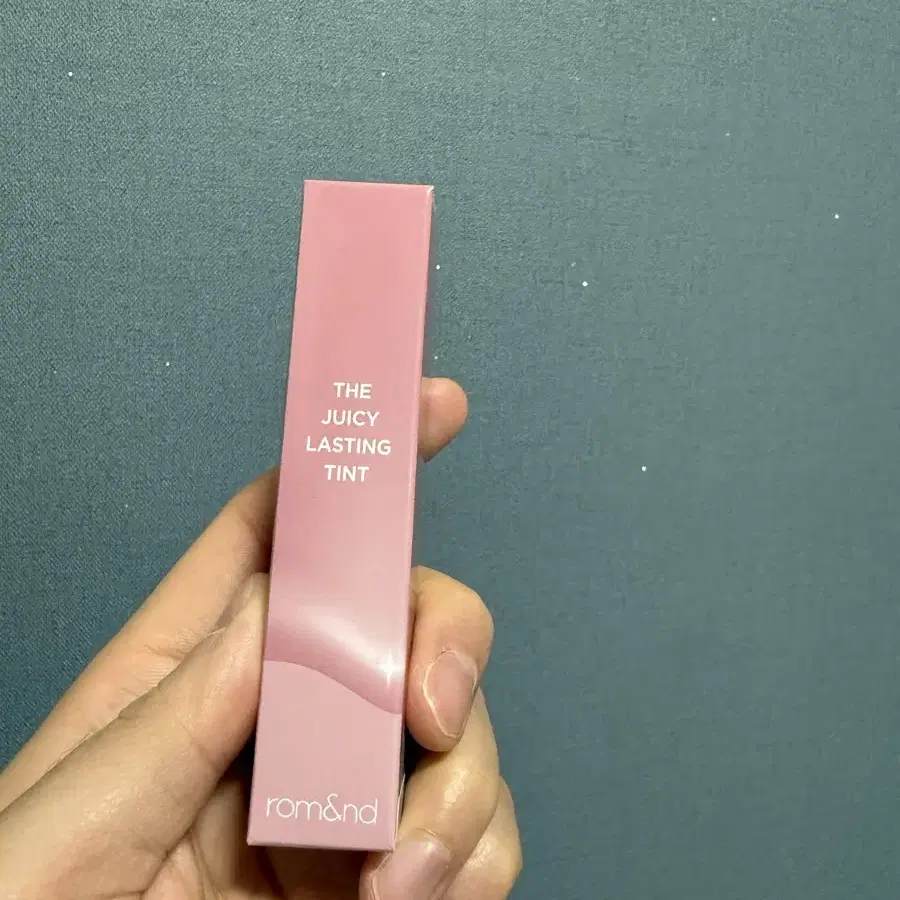 THE
JUICY
LASTING
TINT
rom&nd